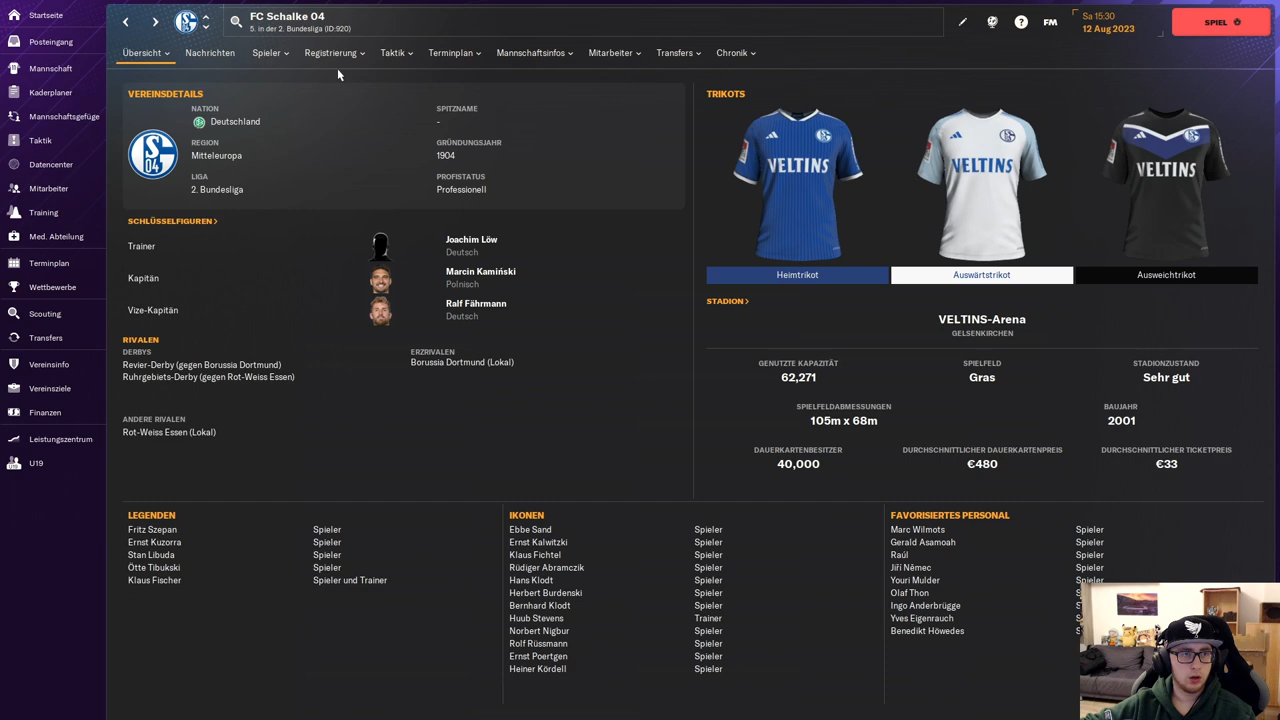 Startseite
Posteingang
Mannschaft
Kaderplaner
Mannschaftsgefüge
Taktik
Datencenter
Mitarbeiter
Training
Med. Abteilung
Terminplan
Wettbewerbe
Scouting
Transfers
Vereinsinfo
Vereinsziele
Finanzen
Leistungszentrum
U19
U19
FC Schalke 04
5. in der 2. Bundesliga (ID:920)
?
FM
Sa 15:30
12 Aug 2023
SPIEL
Übersicht
Nachrichten
Spieler
Registrierung
Taktik
Terminplan
Mannschaftsinfos
Mitarbeiter
Transfers
Chronik
VEREINSDETAILS
NATION
Deutschland
SPITZNAME
-
REGION
Mitteleuropa
GRÜNDUNGSJAHR
1904
LIGA
2. Bundesliga
PROFISTATUS
Professionell
SCHLÜSSELFIGUREN >
Trainer
Joachim Löw
Deutsch
Kapitän
Marcin Kamiński
Polnisch
Vize-Kapitän
Ralf Fährmann
Deutsch
RIVALEN
DERBYS
Revier-Derby (gegen Borussia Dortmund)
Ruhrgebiets-Derby (gegen Rot-Weiss Essen)
ERZRIVALEN
Borussia Dortmund (Lokal)
ANDERE RIVALEN
Rot-Weiss Essen (Lokal)
TRIKOTS
VELTINS
VELTINS
VELTINS
Heimtrikot
Auswärtstrikot
Ausweichtrikot
STADION >
VELTINS-Arena
GELSENKIRCHEN
GENUTZTE KAPAZITÄT
62,271
SPIELFELD
Gras
STADIONZUSTAND
Sehr gut
SPIELFELDABMESSUNGEN
105m x 68m
BAUJAHR
2001
DAUERKARTENBESITZER
40,000
DURCHSCHNITTLICHER DAUERKARTENPREIS
€480
DURCHSCHNITTLICHER TICKETPREIS
€33
LEGENDEN
Fritz Szepan Spieler
Ernst Kuzorra Spieler
Stan Libuda Spieler
Ötte Tibukski Spieler
Klaus Fischer Spieler und Trainer
IKONEN
Ebbe Sand Spieler
Ernst Kalwitzki Spieler
Klaus Fichtel Spieler
Rüdiger Abramczik Spieler
Hans Klodt Spieler
Herbert Burdenski Spieler
Bernhard Klodt Spieler
Huub Stevens Trainer
Norbert Nigbur Spieler
Rolf Rüssmann Spieler
Ernst Poertgen Spieler
Heiner Kördell Spieler
FAVORISIERTES PERSONAL
Marc Wilmots Spieler
Gerald Asamoah Spieler
Raúl Spieler
Jiří Němec Spieler
Youri Mulder Spieler
Olaf Thon
Ingo Anderbrügge
Yves Eigenrauch
Benedikt Höwedes